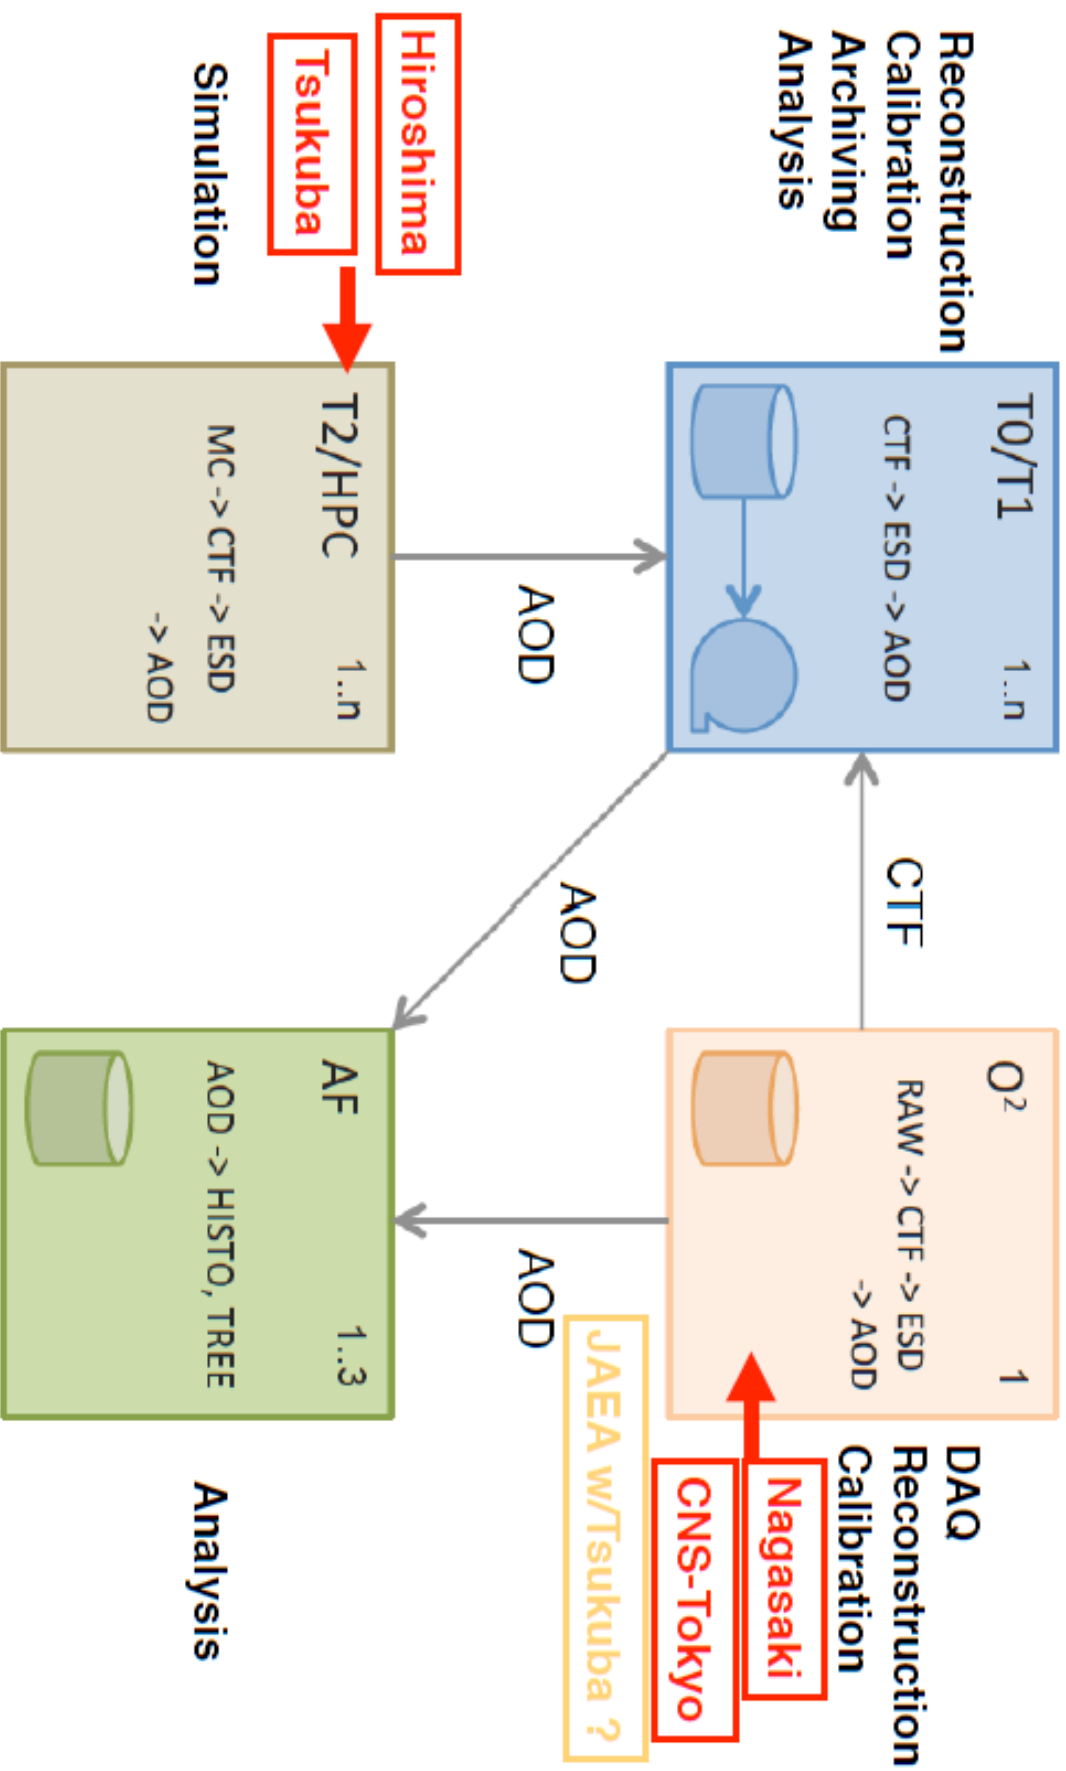 Reconstruction
Calibration
Archiving
Analysis
T0/T1
1..n
CTF -> ESD -> AOD
CTF
O²
1
RAW -> CTF -> ESD
-> AOD
DAQ
Reconstruction
Calibration
Nagasaki
CNS-Tokyo
JAEA w/Tsukuba ?
AOD
AOD
AOD
Hiroshima
Tsukuba
Simulation
T2/HPC
1..n
MC -> CTF -> ESD
-> AOD
AF
1..3
AOD -> HISTO, TREE
Analysis